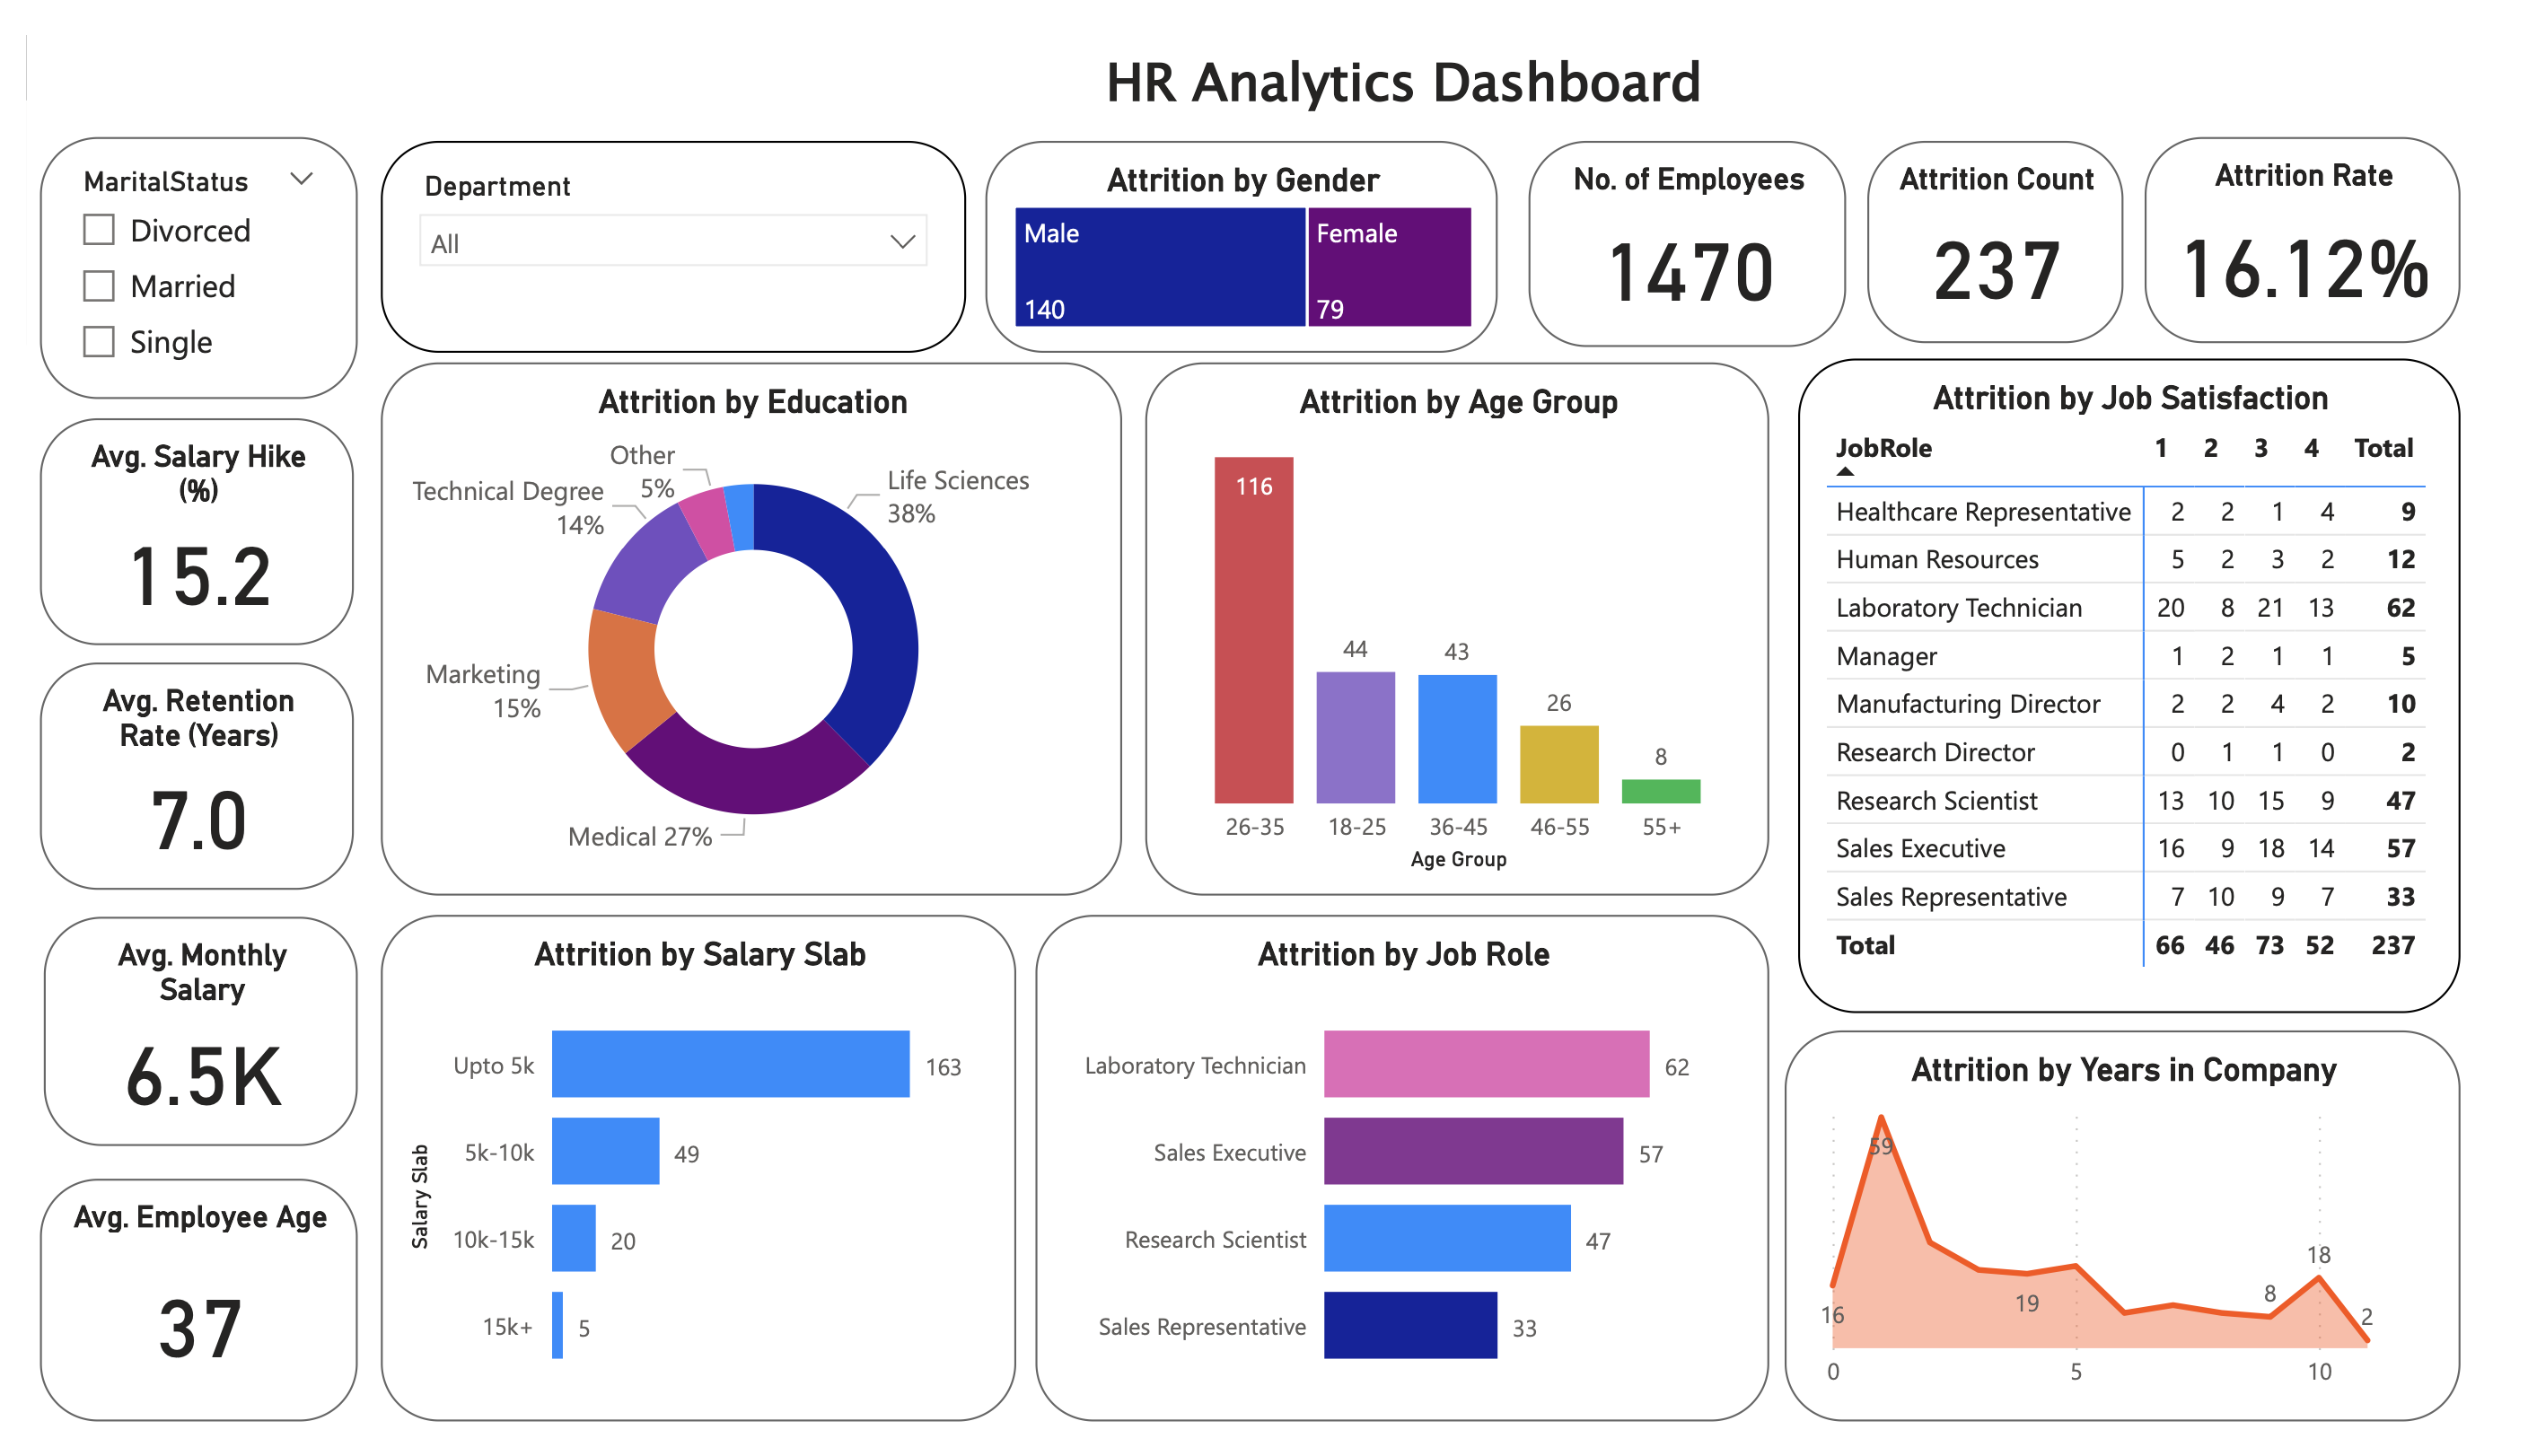 HR Analytics Dashboard
MaritalStatus
Divorced
Married
Single
Department
All
Attrition by Gender
Male
140
Female
79
No. of Employees
1470
Attrition Count
237
Attrition Rate
16.12%
Avg. Salary Hike
(%)
15.2
Avg. Retention
Rate (Years)
7.0
Avg. Monthly
Salary
6.5K
Avg. Employee Age
37
Attrition by Education
Other
5%
Life Sciences
38%
Technical Degree
14%
Marketing
15%
Medical 27%
Attrition by Age Group
116
44
43
26
8
26-35 18-25 36-45 46-55 55+
Age Group
Attrition by Job Satisfaction
JobRole 1 2 3 4 Total
Healthcare Representative 2 2 1 4 9
Human Resources 5 2 3 2 12
Laboratory Technician 20 8 21 13 62
Manager 1 2 1 1 5
Manufacturing Director 2 2 4 2 10
Research Director 0 1 1 0 2
Research Scientist 13 10 15 9 47
Sales Executive 16 9 18 14 57
Sales Representative 7 10 9 7 33
Total 66 46 73 52 237
Attrition by Salary Slab
Salary Slab
Upto 5k 163
5k-10k 49
10k-15k 20
15k+ 5
Attrition by Job Role
Laboratory Technician 62
Sales Executive 57
Research Scientist 47
Sales Representative 33
Attrition by Years in Company
59
16
19
8
18
2
0 5 10